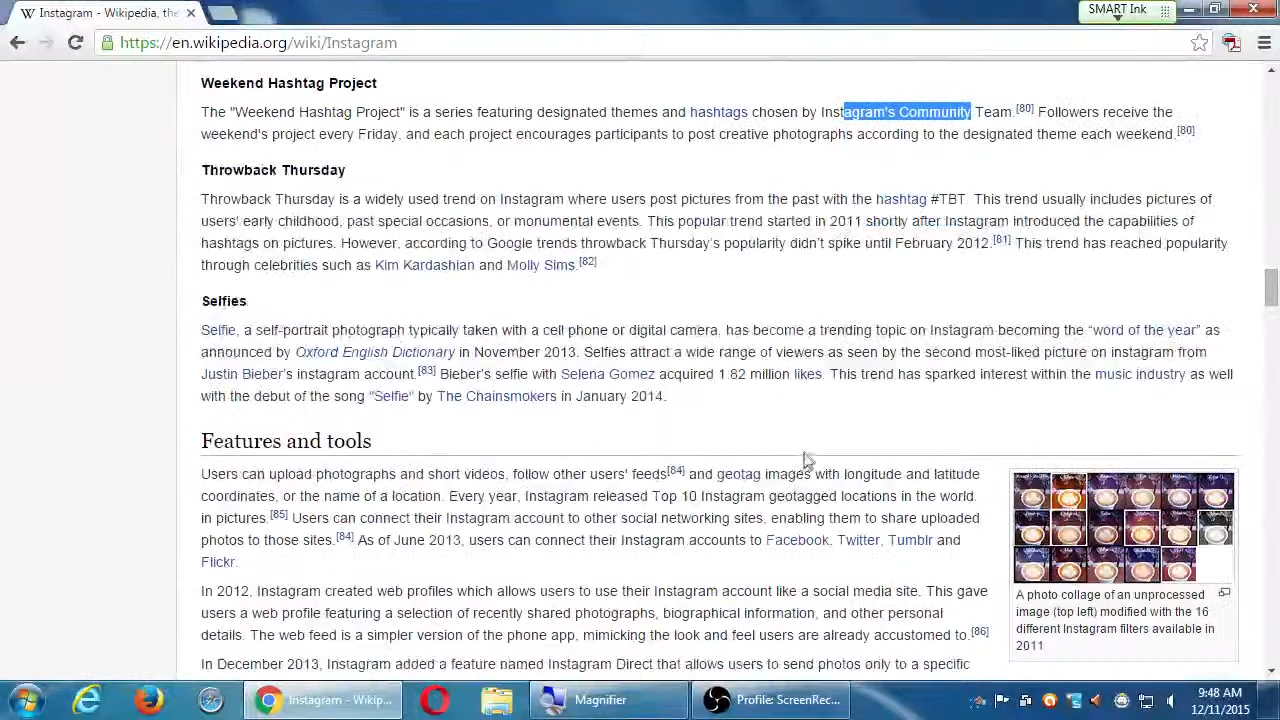 Instagram - Wikipedia, the
SMART Ink
https://en.wikipedia.org/wiki/Instagram
Weekend Hashtag Project
The "Weekend Hashtag Project" is a series featuring designated themes and hashtags chosen by Instagram's Community Team.[80] Followers receive the
weekend's project every Friday, and each project encourages participants to post creative photographs according to the designated theme each weekend.[80]
Throwback Thursday
Throwback Thursday is a widely used trend on Instagram where users post pictures from the past with the hashtag #TBT. This trend usually includes pictures of
users' early childhood, past special occasions, or monumental events. This popular trend started in 2011 shortly after Instagram introduced the capabilities of
hashtags on pictures. However, according to Google trends throwback Thursday's popularity didn't spike until February 2012.[81] This trend has reached popularity
through celebrities such as Kim Kardashian and Molly Sims.[82]
Selfies
Selfie, a self-portrait photograph typically taken with a cell phone or digital camera, has become a trending topic on Instagram becoming the “word of the year” as
announced by Oxford English Dictionary in November 2013. Selfies attract a wide range of viewers as seen by the second most-liked picture on instagram from
Justin Bieber's instagram account.[83] Bieber's selfie with Selena Gomez acquired 1.82 million likes. This trend has sparked interest within the music industry as well
with the debut of the song "Selfie" by The Chainsmokers in January 2014.
Features and tools
Users can upload photographs and short videos, follow other users' feeds[84] and geotag images with longitude and latitude
coordinates, or the name of a location. Every year, Instagram released Top 10 Instagram geotagged locations in the world
in pictures.[85] Users can connect their Instagram account to other social networking sites, enabling them to share uploaded
photos to those sites.[84] As of June 2013, users can connect their Instagram accounts to Facebook, Twitter, Tumblr and
Flickr.
In 2012, Instagram created web profiles which allows users to use their Instagram account like a social media site. This gave
users a web profile featuring a selection of recently shared photographs, biographical information, and other personal
details. The web feed is a simpler version of the phone app, mimicking the look and feel users are already accustomed to.[86]
In December 2013, Instagram added a feature named Instagram Direct that allows users to send photos only to a specific
A photo collage of an unprocessed
image (top left) modified with the 16
different Instagram filters available in
2011
Instagram - Wikip...
Magnifier
Profile: ScreenRec...
9:48 AM
12/11/2015